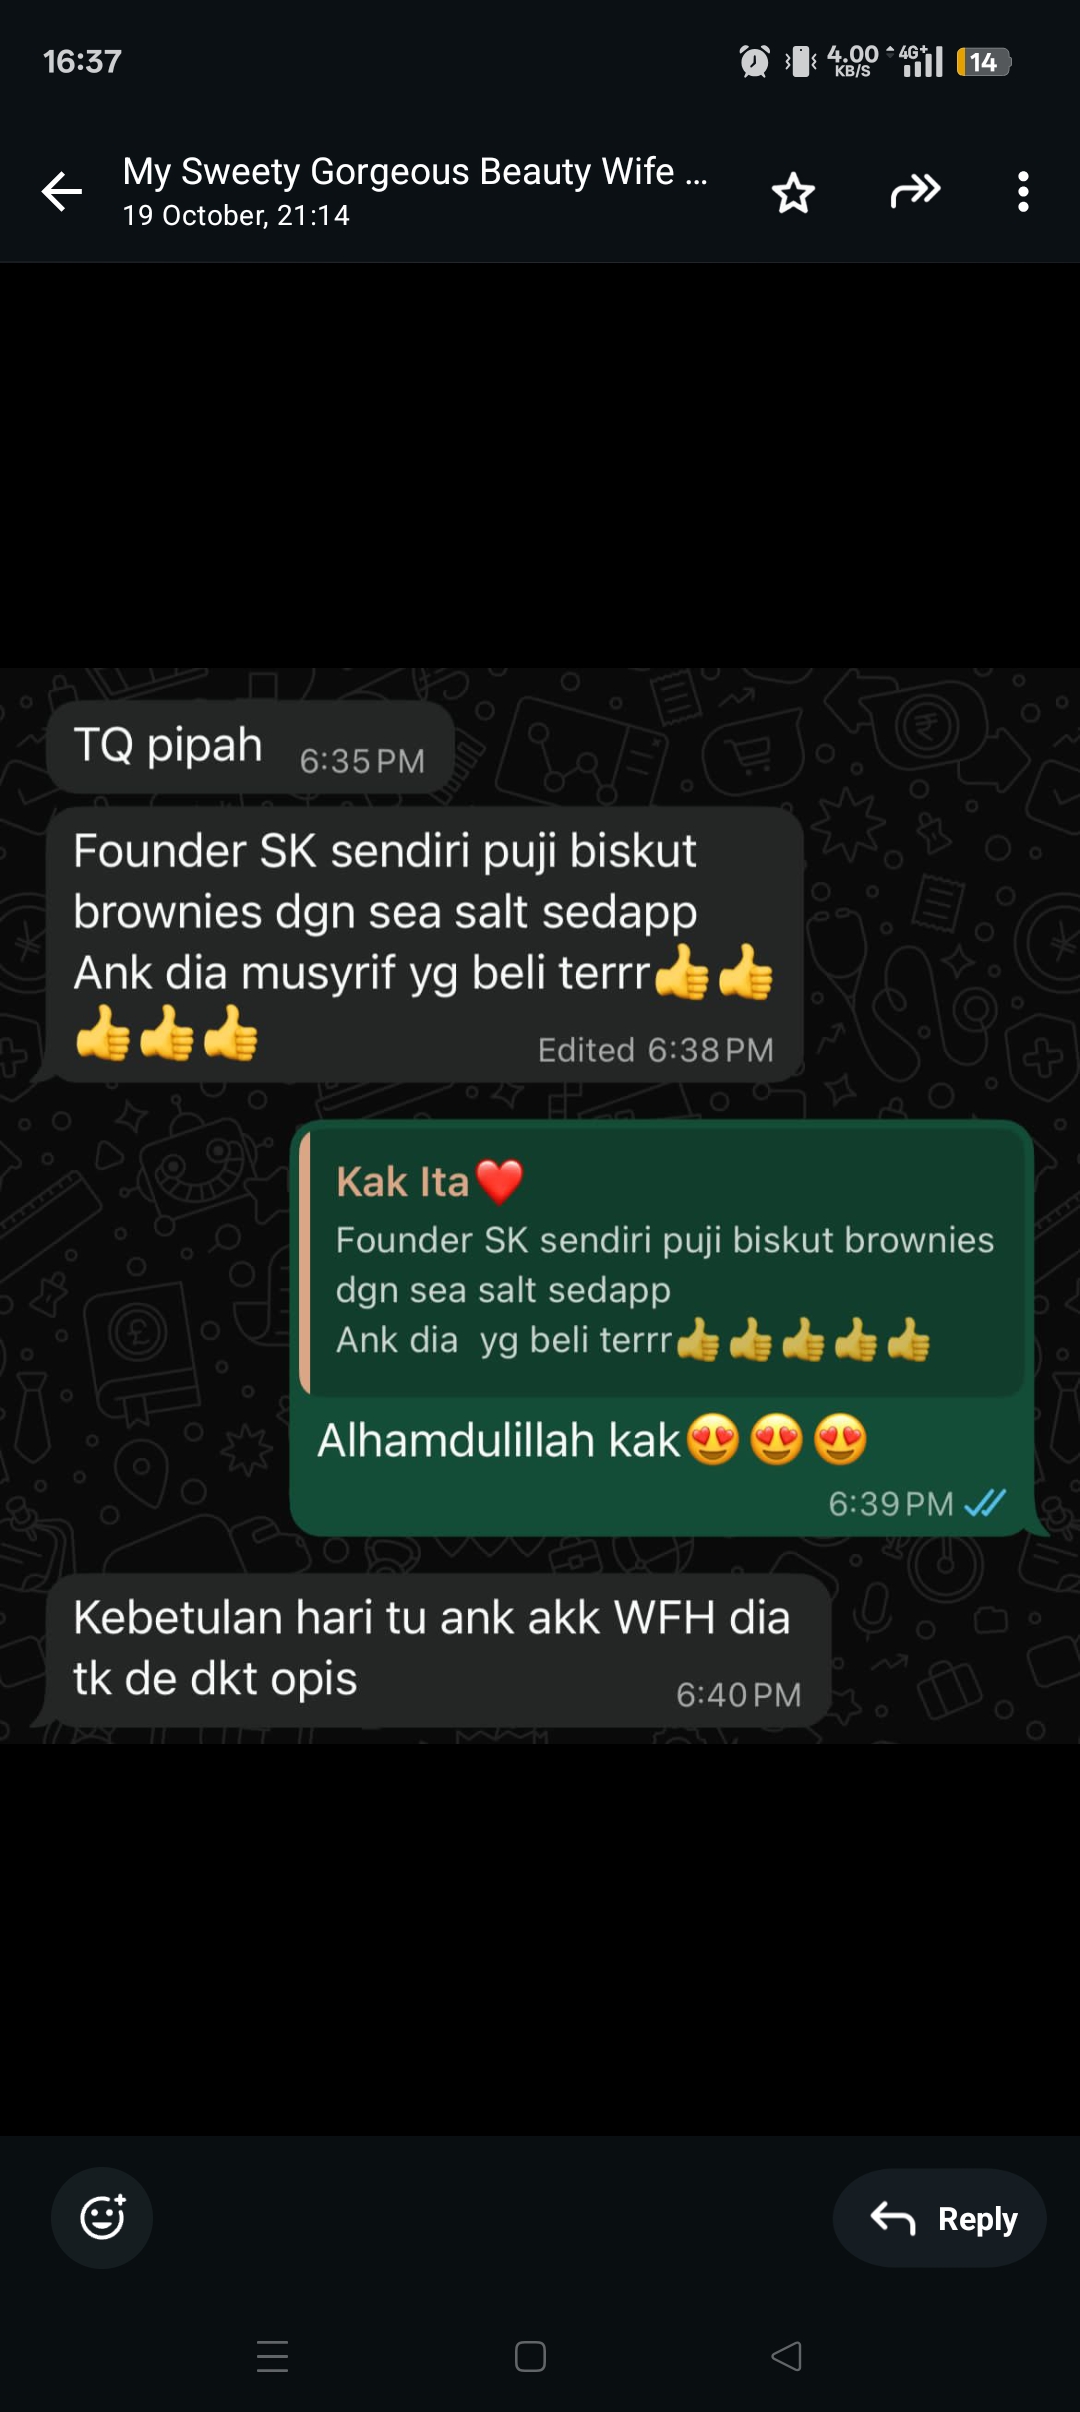 16:37
4.00 KB/S 4G+ 14
My Sweety Gorgeous Beauty Wife ...
19 October, 21:14
TQ pipah 6:35 PM
Founder SK sendiri puji biskut
brownies dgn sea salt sedapp
Ank dia musyrif yg beli terrr👍👍
👍👍👍 Edited 6:38 PM
Kak Ita❤️
Founder SK sendiri puji biskut brownies
dgn sea salt sedapp
Ank dia  yg beli terrr👍👍👍👍👍
Alhamdulillah kak😍😍😍
6:39 PM
Kebetulan hari tu ank akk WFH dia
tk de dkt opis 6:40 PM
Reply